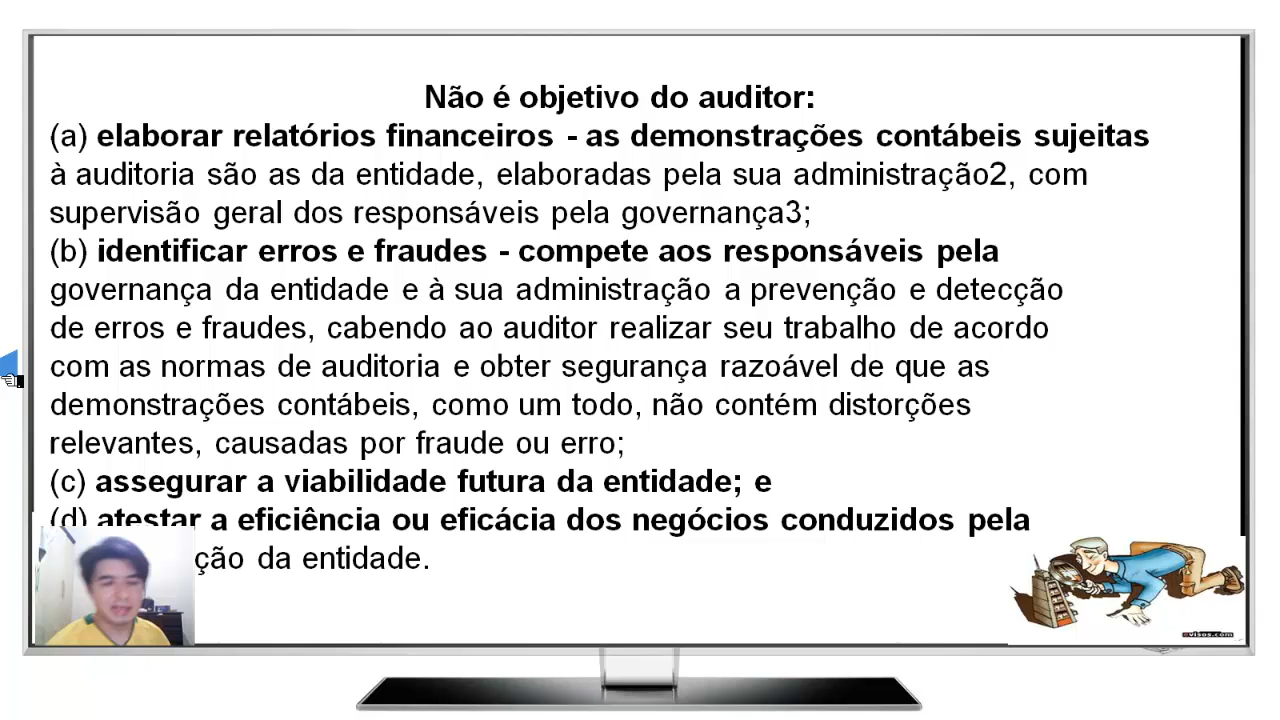 Não é objetivo do auditor:
(a) elaborar relatórios financeiros - as demonstrações contábeis sujeitas
à auditoria são as da entidade, elaboradas pela sua administração2, com
supervisão geral dos responsáveis pela governança3;
(b) identificar erros e fraudes - compete aos responsáveis pela
governança da entidade e à sua administração a prevenção e detecção
de erros e fraudes, cabendo ao auditor realizar seu trabalho de acordo
com as normas de auditoria e obter segurança razoável de que as
demonstrações contábeis, como um todo, não contém distorções
relevantes, causadas por fraude ou erro;
(c) assegurar a viabilidade futura da entidade; e
(d) atestar a eficiência ou eficácia dos negócios conduzidos pela
ção da entidade.
evisos.com